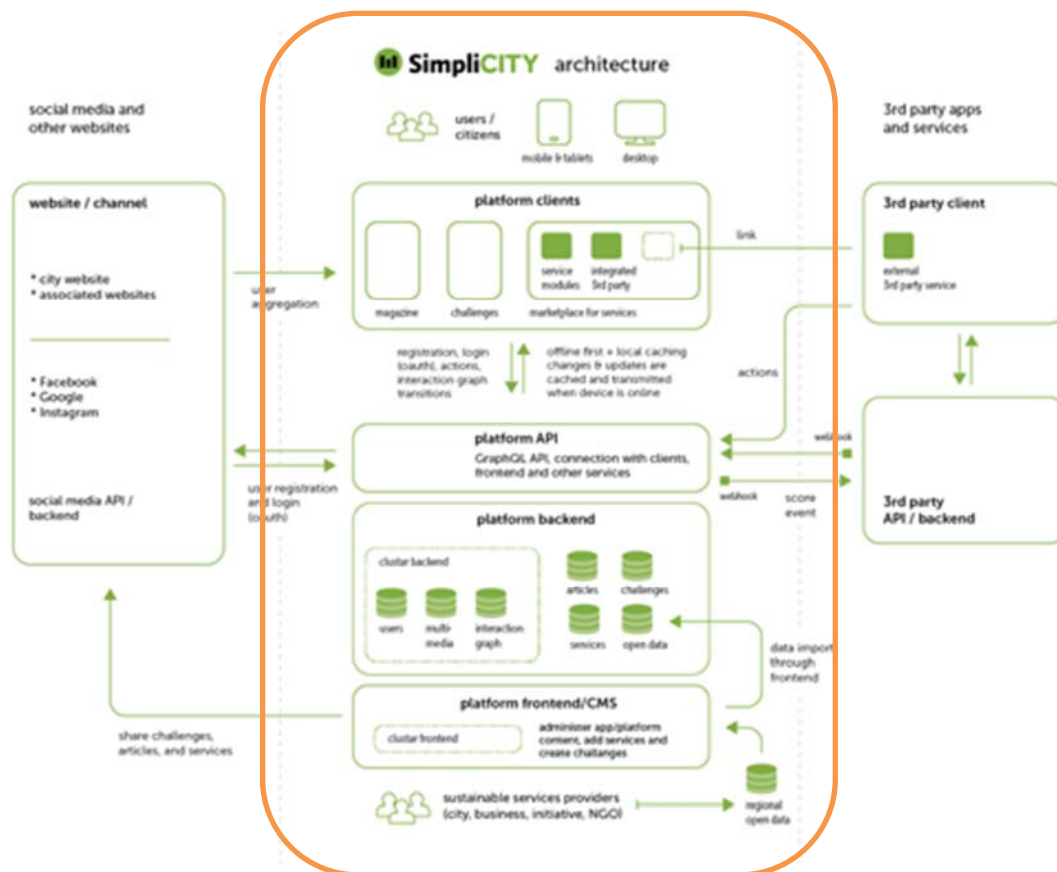 SimpliCITY architecture
social media and
other websites
users /
citizens
mobile & tablets
desktop
3rd party apps
and services
website / channel
* city website
* associated websites
* Facebook
* Google
* Instagram
social media API /
backend
user
aggregation
platform clients
magazine
challenges
service
modules
integrated
3rd party
marketplace for services
link
3rd party client
external
3rd party service
registration, login
(oauth), actions,
interaction graph
transitions
offline first + local caching
changes & updates are
cached and transmitted
when device is online
actions
platform API
GraphQL API, connection with clients,
frontend and other services
user registration
and login
(oauth)
webhook
webhook
score
event
3rd party
API / backend
platform backend
clustar backend
users
multi-
media
interaction
graph
articles
challenges
services
open data
data import
through
frontend
platform frontend/CMS
clustar frontend
administer app/platform
content, add services and
create challanges
share challenges,
articles, and services
sustainable services providers
(city, business, initiative, NGO)
regional
open data